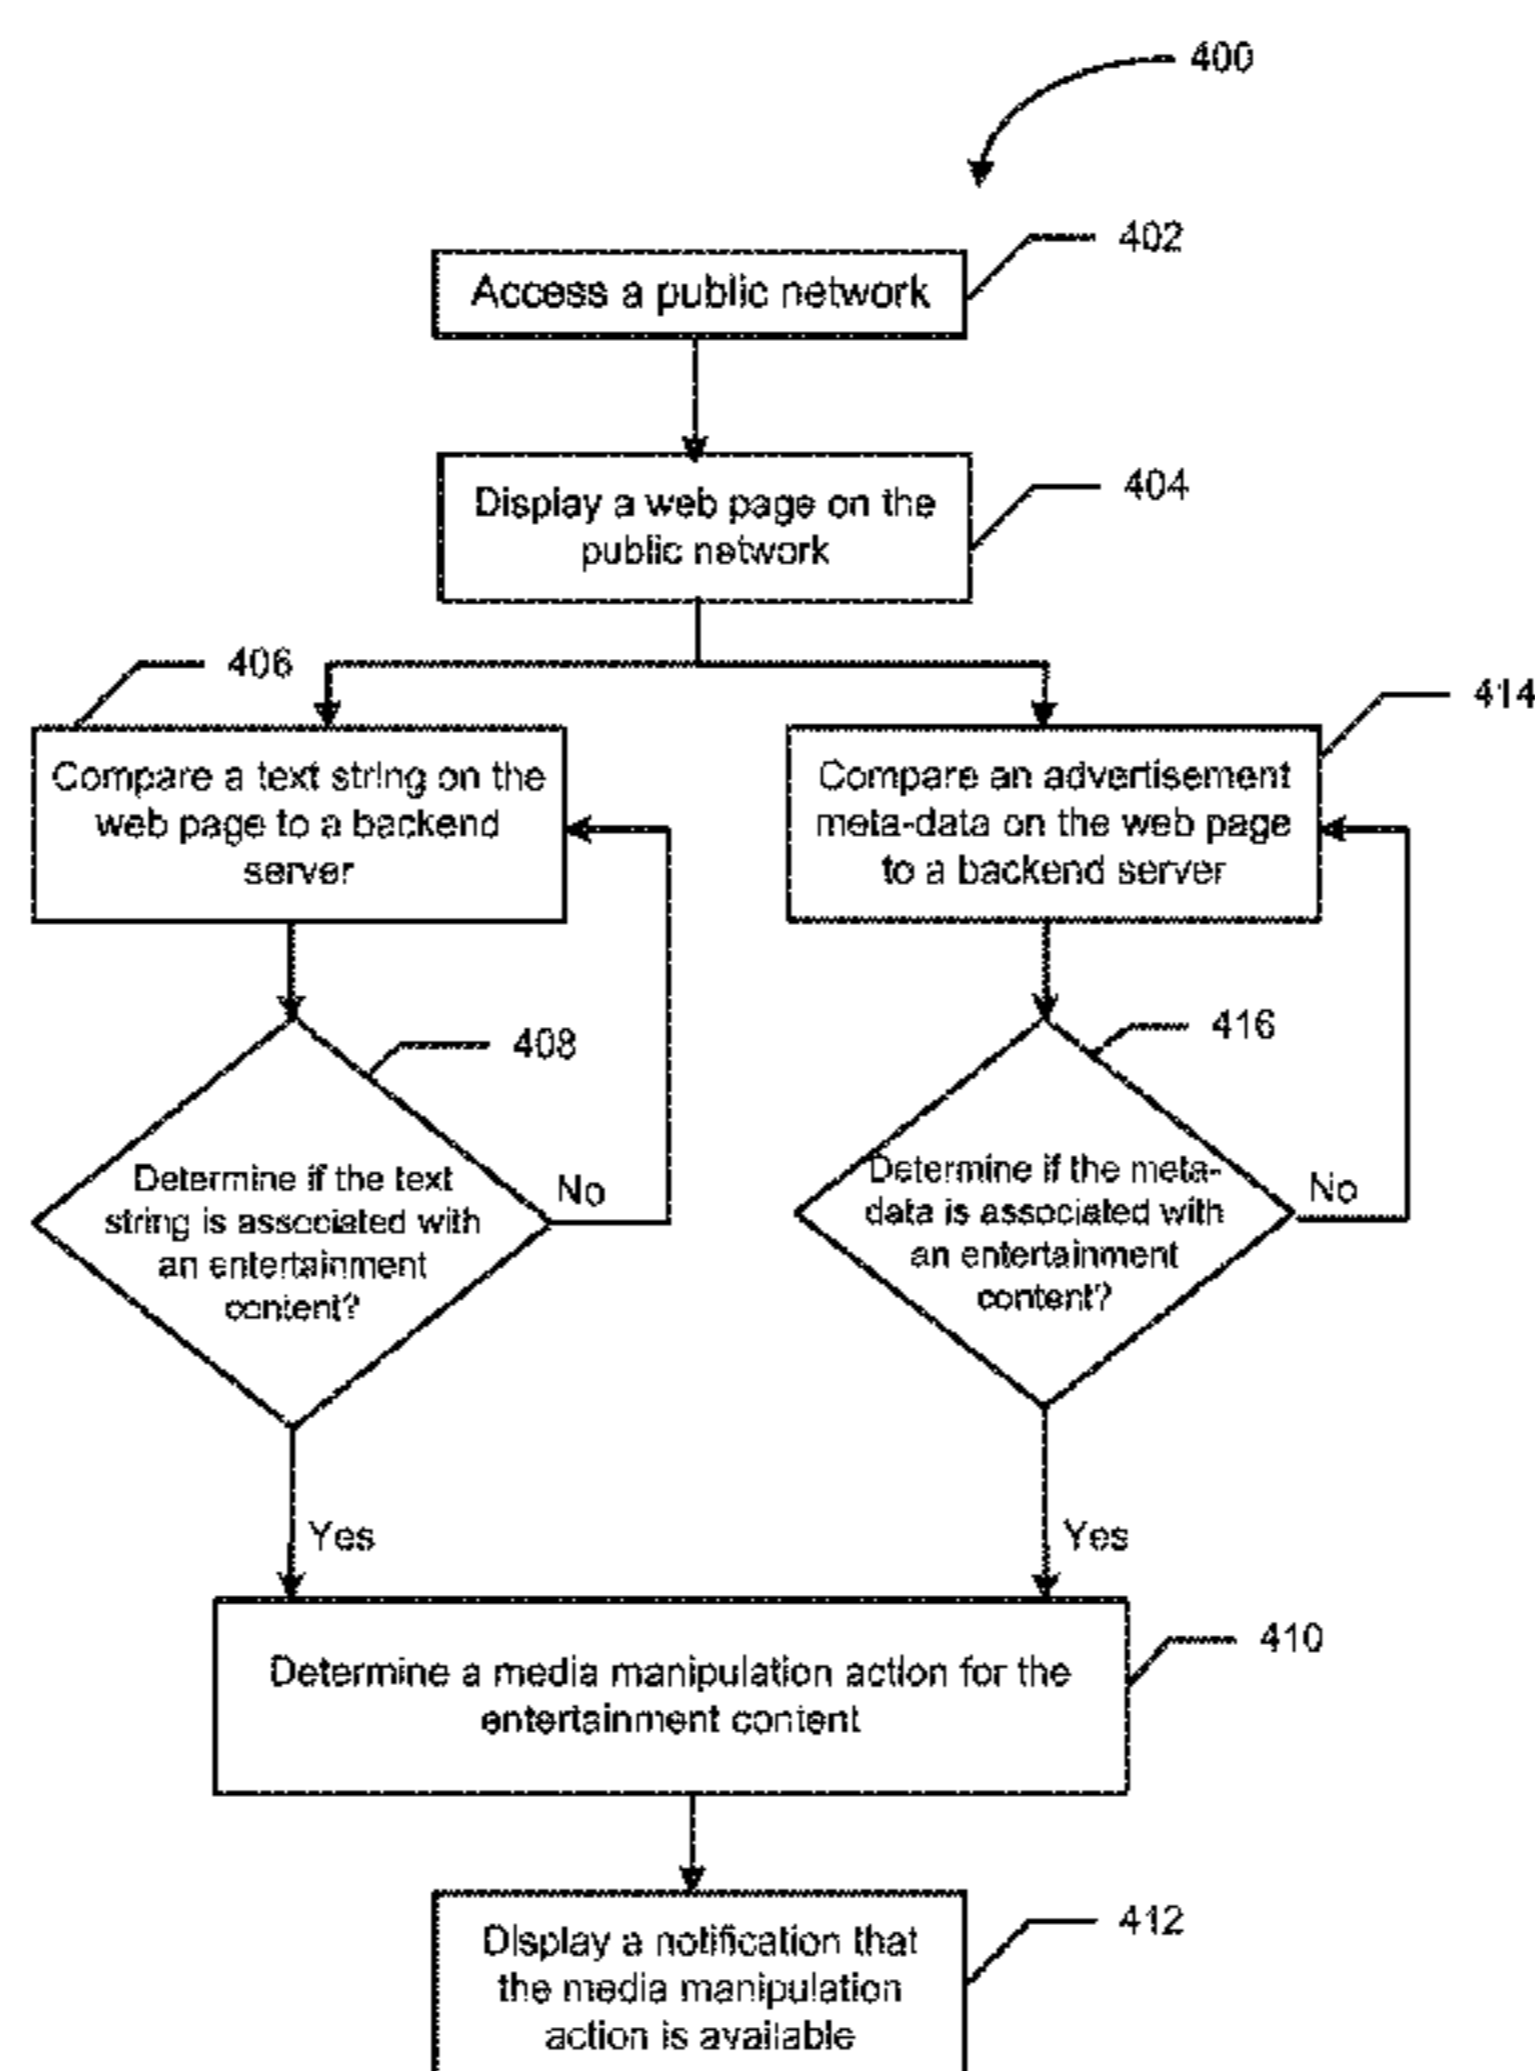 400
402
Access a public network
404
Display a web page on the
public network
406
414
Compare a text string on the
web page to a backend
server
Compare an advertisement
meta-data on the web page
to a backend server
408
416
Determine if the text
string is associated with
an entertainment
content?
No
Determine if the meta-
data is associated with
an entertainment
content?
No
Yes
Yes
410
Determine a media manipulation action for the
entertainment content
412
Display a notification that
the media manipulation
action is available